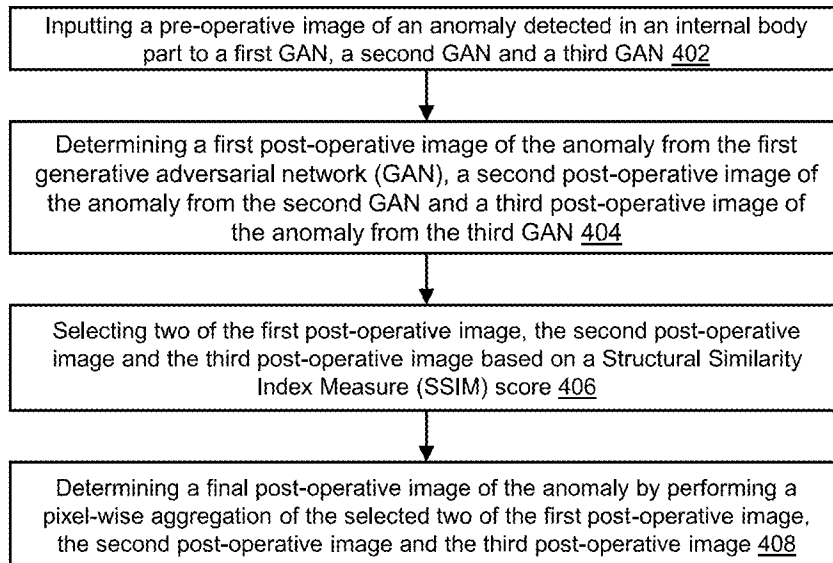 Inputting a pre-operative image of an anomaly detected in an internal body
part to a first GAN, a second GAN and a third GAN 402
Determining a first post-operative image of the anomaly from the first
generative adversarial network (GAN), a second post-operative image of
the anomaly from the second GAN and a third post-operative image of
the anomaly from the third GAN 404
Selecting two of the first post-operative image, the second post-operative
image and the third post-operative image based on a Structural Similarity
Index Measure (SSIM) score 406
Determining a final post-operative image of the anomaly by performing a
pixel-wise aggregation of the selected two of the first post-operative image,
the second post-operative image and the third post-operative image 408